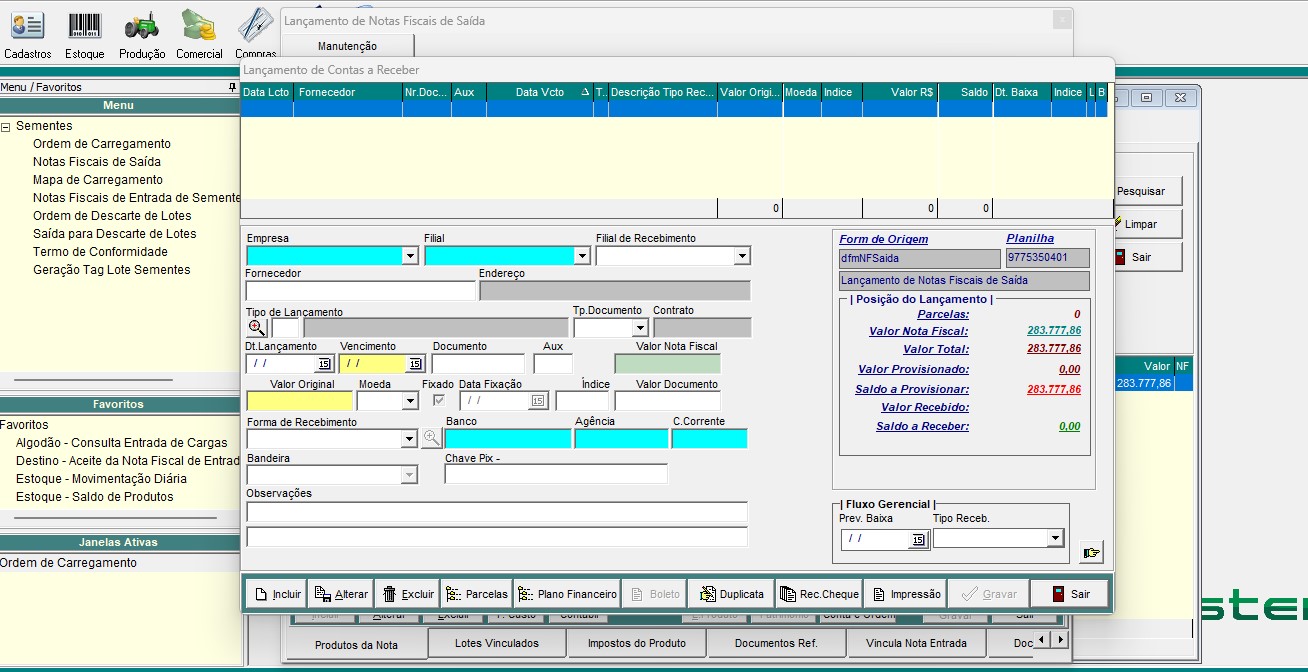 Lançamento de Notas Fiscais de Saída
Cadastros Estoque Produção Comercial Compras Manutenção
Lançamento de Contas a Receber
Menu / Favoritos
Data Lcto Fornecedor Nr.Doc... Aux Data Vcto T.. Descrição Tipo Rec... Valor Origi... Moeda Indice Valor R$ Saldo Dt. Baixa Indice L B
Menu
Sementes
Ordem de Carregamento
Notas Fiscais de Saída
Mapa de Carregamento
Notas Fiscais de Entrada de Semente
Ordem de Descarte de Lotes
Saída para Descarte de Lotes
Termo de Conformidade
Geração Tag Lote Sementes
0 0 0
Pesquisar
Limpar
Sair
Empresa Filial Filial de Recebimento
Fornecedor Endereço
Tipo de Lançamento Tp.Documento Contrato
Dt.Lançamento Vencimento Documento Aux Valor Nota Fiscal
/ / 15 / / 15
Valor Original Moeda Fixado Data Fixação Índice Valor Documento
/ / 15
Forma de Recebimento Banco Agência C.Corrente
Bandeira Chave Pix -
Observações
Form de Origem Planilha
dfmNFSaida 9775350401
Lançamento de Notas Fiscais de Saída
| Posição do Lançamento |
Parcelas: 0
Valor Nota Fiscal: 283.777,86
Valor Total: 283.777,86
Valor Provisionado: 0,00
Saldo a Provisionar: 283.777,86
Valor Recebido:
Saldo a Receber: 0,00
| Fluxo Gerencial |
Prev. Baixa Tipo Receb.
/ / 15
Valor NF
283.777,86
Favoritos
Favoritos
Algodão - Consulta Entrada de Cargas
Destino - Aceite da Nota Fiscal de Entrad
Estoque - Movimentação Diária
Estoque - Saldo de Produtos
Janelas Ativas
Ordem de Carregamento
Incluir Alterar Excluir Parcelas Plano Financeiro Boleto Duplicata Rec.Cheque Impressão Gravar Sair
ster
Produtos da Nota Lotes Vinculados Impostos do Produto Documentos Ref. Vincula Nota Entrada Doc